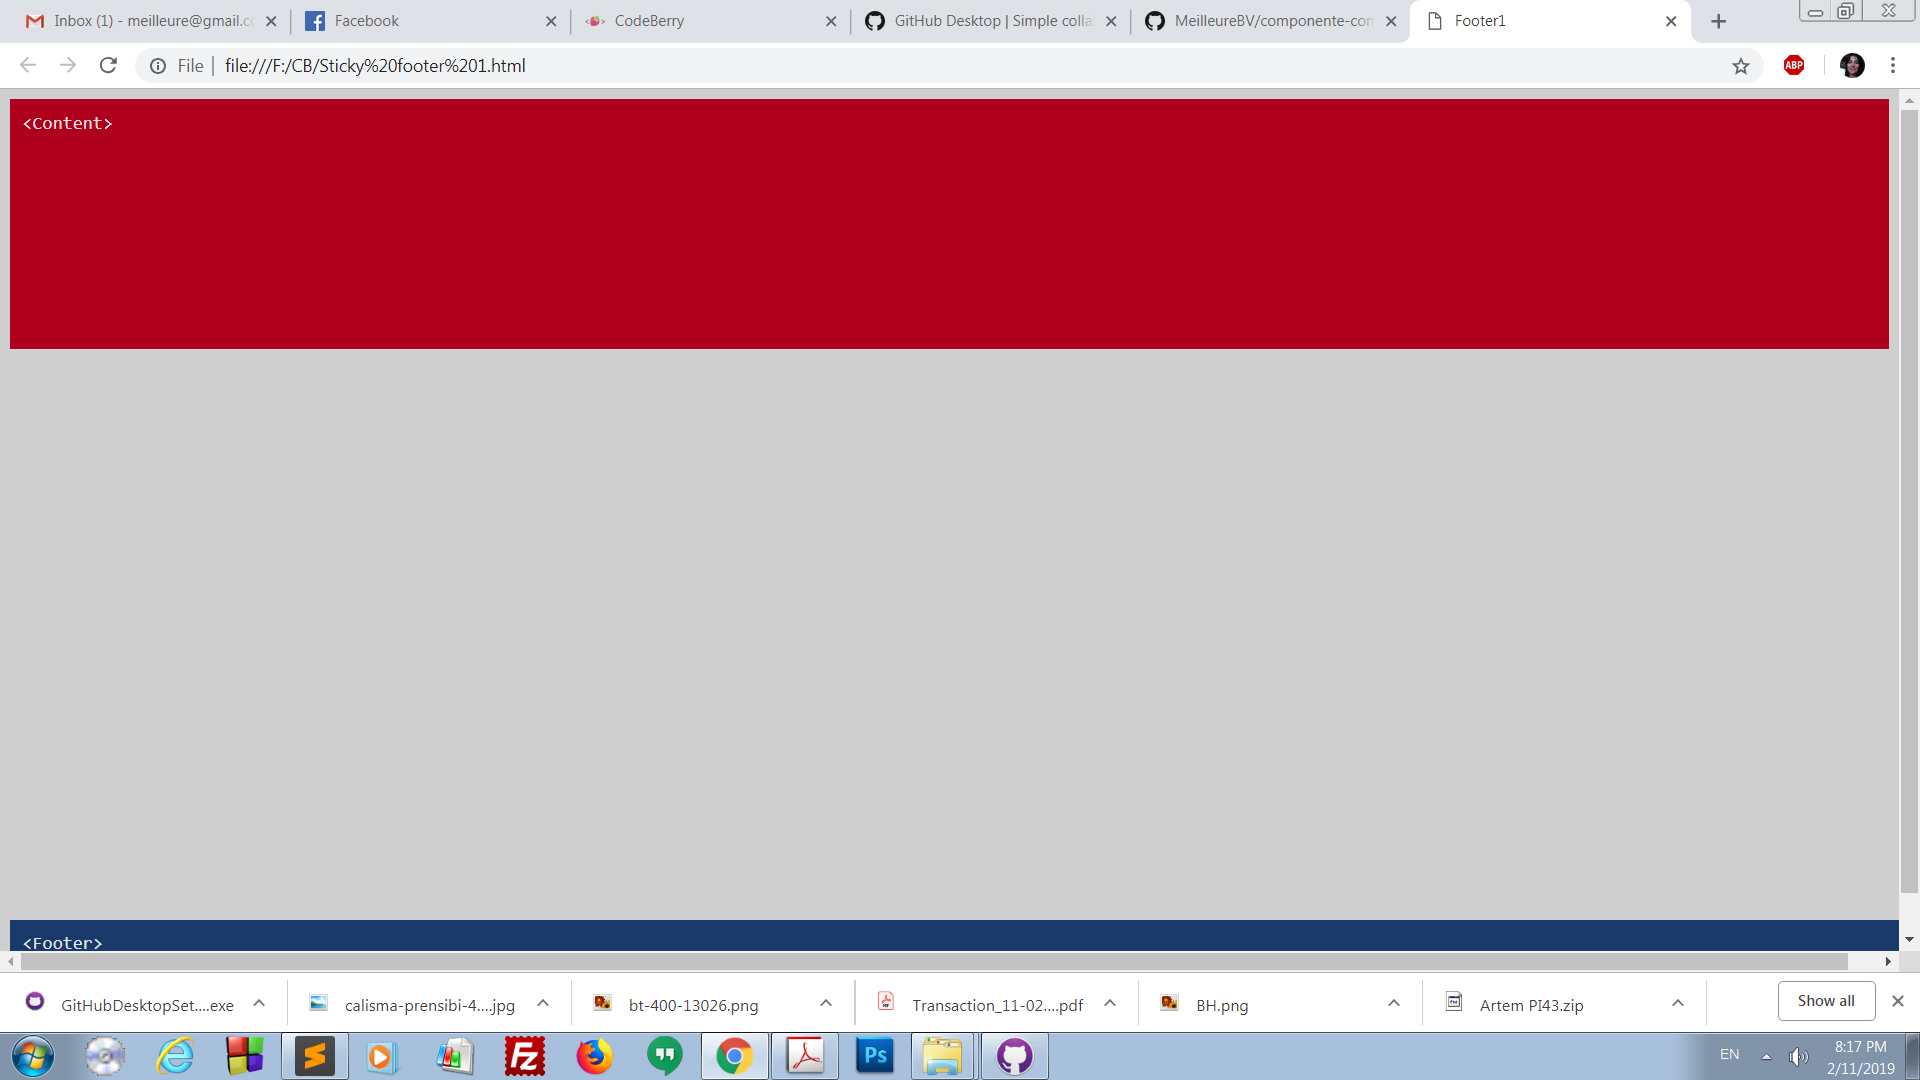 Inbox (1) - meilleure@gmail.c
Facebook
CodeBerry
GitHub Desktop | Simple colla
MeilleureBV/componente-com
Footer1
File
file:///F:/CB/Sticky%20footer%201.html
ABP
<Content>
<Footer>
GitHubDesktopSet....exe
calisma-prensibi-4....jpg
bt-400-13026.png
Transaction_11-02....pdf
BH.png
Artem PI43.zip
Show all
Fz
Ps
EN
8:17 PM
2/11/2019